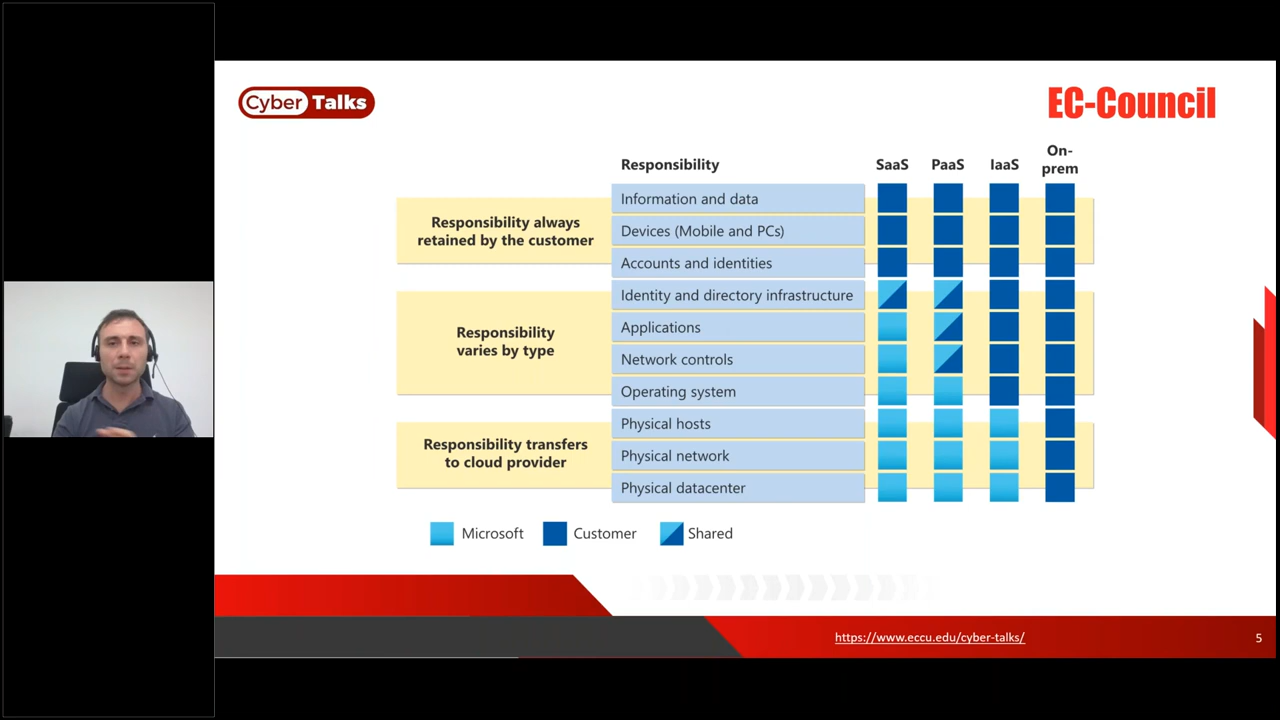 Cyber Talks
EC-Council
Responsibility
SaaS
PaaS
IaaS
On-
prem
Responsibility always
retained by the customer
Information and data
Devices (Mobile and PCs)
Accounts and identities
Responsibility
varies by type
Identity and directory infrastructure
Applications
Network controls
Operating system
Responsibility transfers
to cloud provider
Physical hosts
Physical network
Physical datacenter
Microsoft
Customer
Shared
https://www.eccu.edu/cyber-talks/
5